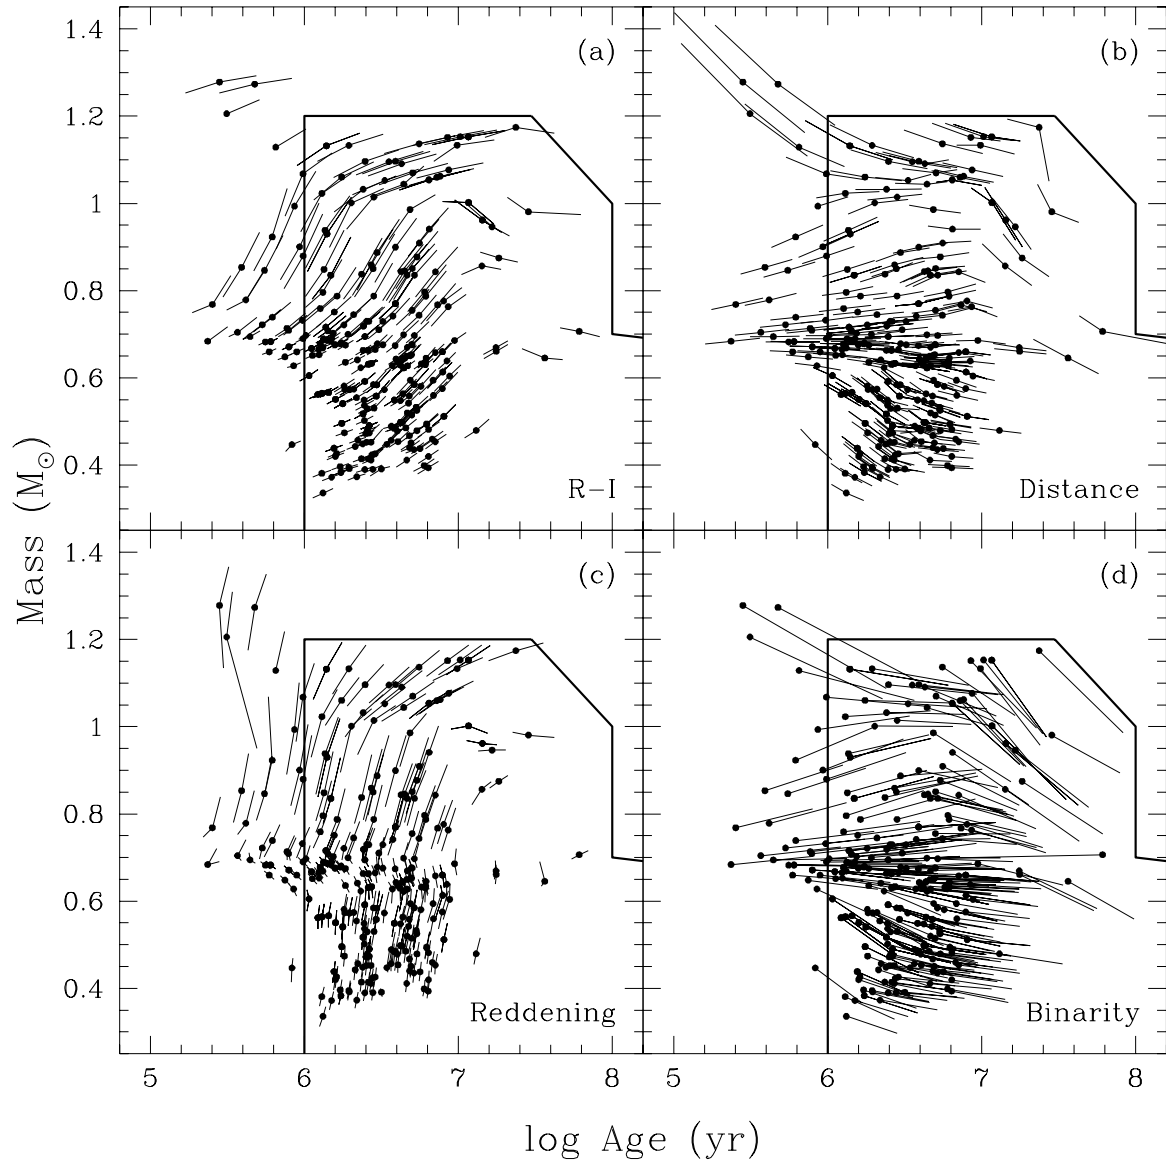 1.4
(a)
(b)
1.2
1
0.8
0.6
0.4
R-I
Distance
Mass (M☉)
1.4
(c)
(d)
1.2
1
0.8
0.6
0.4
Reddening
Binarity
5 6 7 8
5 6 7 8
log Age (yr)